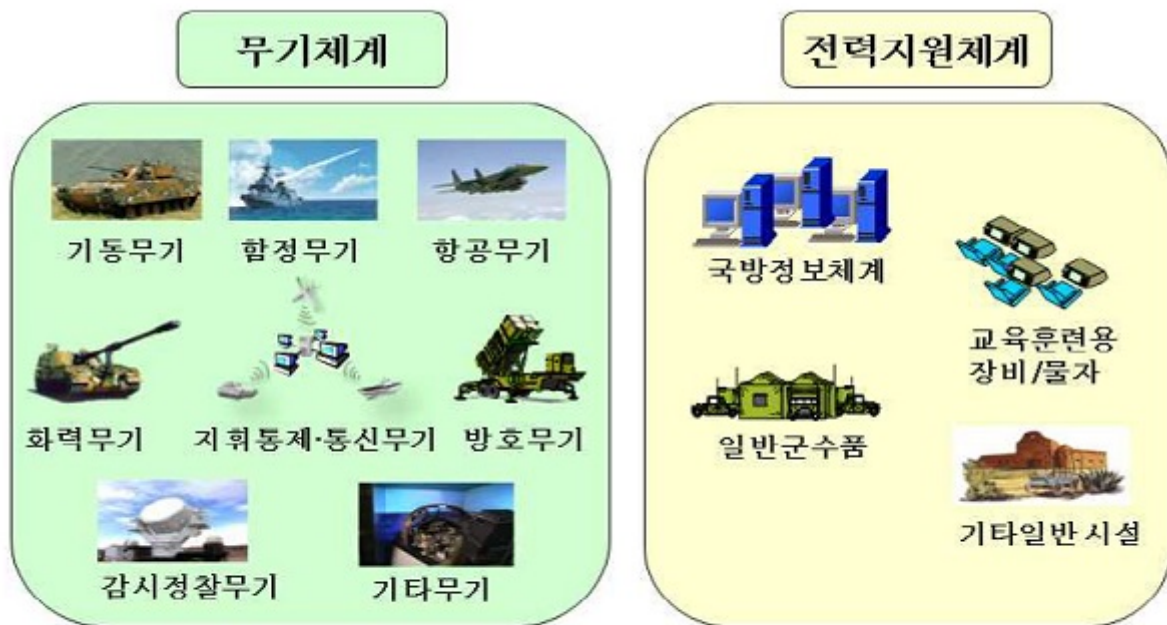 무기체계
전력지원체계
기동무기
함정무기
항공무기
화력무기
지휘통제·통신무기
방호무기
감시정찰무기
기타무기
국방정보체계
교육훈련용
장비/물자
일반군수품
기타일반 시설